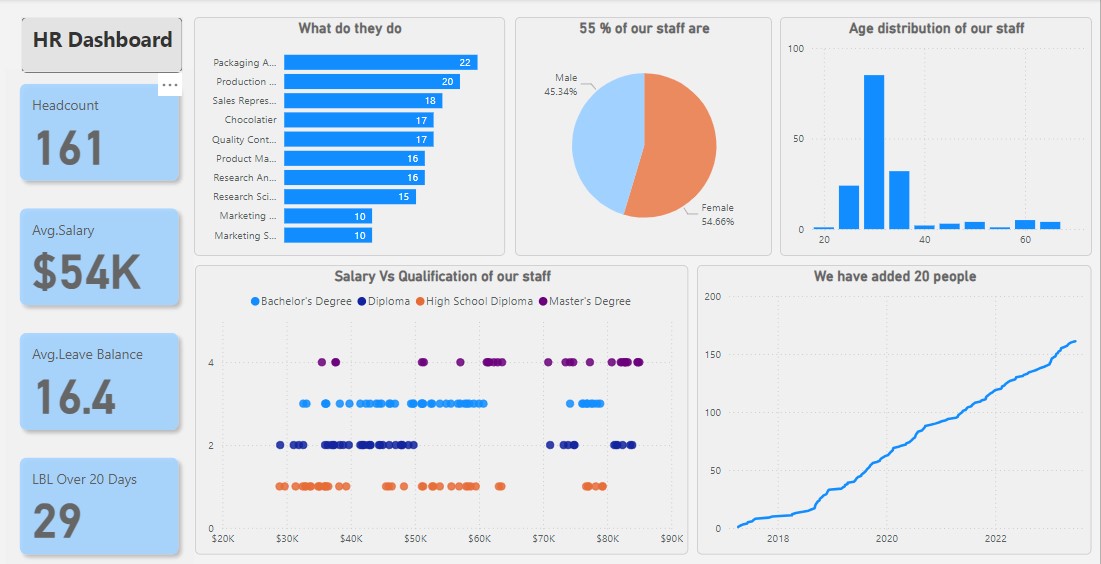 HR Dashboard
...
Headcount
161
Avg.Salary
$54K
Avg.Leave Balance
16.4
LBL Over 20 Days
29
What do they do
Packaging A... 22
Production ... 20
Sales Repres... 18
Chocolatier 17
Quality Cont... 17
Product Ma... 16
Research An... 16
Research Sci... 15
Marketing ... 10
Marketing S... 10
55 % of our staff are
Male
45.34%
Female
54.66%
Age distribution of our staff
100
50
0
20 40 60
Salary Vs Qualification of our staff
Bachelor's Degree Diploma High School Diploma Master's Degree
4
2
0
$20K $30K $40K $50K $60K $70K $80K $90K
We have added 20 people
200
150
100
50
0
2018 2020 2022